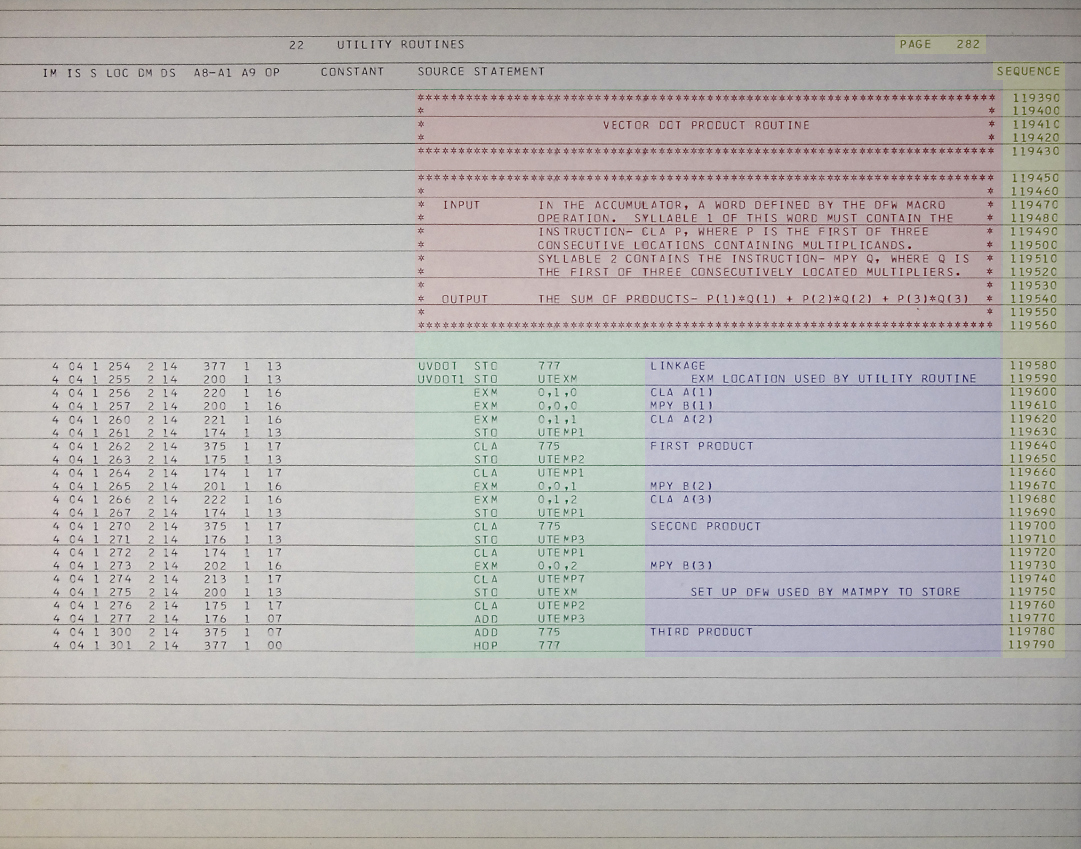 22 UTILITY ROUTINES PAGE 282
IM IS S LOC DM DS A8-A1 A9 OP CONSTANT SOURCE STATEMENT SEQUENCE
*********************************************************************** 119390
* * 119400
* VECTOR DOT PRODUCT ROUTINE * 119410
* * 119420
*********************************************************************** 119430
*********************************************************************** 119450
* * 119460
* INPUT IN THE ACCUMULATOR, A WORD DEFINED BY THE DFW MACRO * 119470
* OPERATION. SYLLABLE 1 OF THIS WORD MUST CONTAIN THE * 119480
* INSTRUCTION- CLA P, WHERE P IS THE FIRST OF THREE * 119490
* CONSECUTIVE LOCATIONS CONTAINING MULTIPLICANDS. * 119500
* SYLLABLE 2 CONTAINS THE INSTRUCTION- MPY Q, WHERE Q IS * 119510
* THE FIRST OF THREE CONSECUTIVELY LOCATED MULTIPLIERS. * 119520
* * 119530
* OUTPUT THE SUM OF PRODUCTS- P(1)*Q(1) + P(2)*Q(2) + P(3)*Q(3) * 119540
* * 119550
*********************************************************************** 119560
4 04 1 254 2 14 377 1 13 UVDOT STO 777 LINKAGE 119580
4 04 1 255 2 14 200 1 13 UVDOT1 STO UTEXM EXM LOCATION USED BY UTILITY ROUTINE 119590
4 04 1 256 2 14 220 1 16 EXM 0,1,0 CLA A(1) 119600
4 04 1 257 2 14 200 1 16 EXM 0,0,0 MPY B(1) 119610
4 04 1 260 2 14 221 1 16 EXM 0,1,1 CLA A(2) 119620
4 04 1 261 2 14 174 1 13 STO UTEMP1 119630
4 04 1 262 2 14 375 1 17 CLA 775 FIRST PRODUCT 119640
4 04 1 263 2 14 175 1 13 STO UTEMP2 119650
4 04 1 264 2 14 174 1 17 CLA UTEMP1 119660
4 04 1 265 2 14 201 1 16 EXM 0,0,1 MPY B(2) 119670
4 04 1 266 2 14 222 1 16 EXM 0,1,2 CLA A(3) 119680
4 04 1 267 2 14 174 1 13 STO UTEMP1 119690
4 04 1 270 2 14 375 1 17 CLA 775 SECOND PRODUCT 119700
4 04 1 271 2 14 176 1 13 STO UTEMP3 119710
4 04 1 272 2 14 174 1 17 CLA UTEMP1 119720
4 04 1 273 2 14 202 1 16 EXM 0,0,2 MPY B(3) 119730
4 04 1 274 2 14 213 1 17 CLA UTEMP7 119740
4 04 1 275 2 14 200 1 13 STO UTEXM SET UP DFW USED BY MATMPY TO STORE 119750
4 04 1 276 2 14 175 1 17 CLA UTEMP2 119760
4 04 1 277 2 14 176 1 07 ADD UTEMP3 119770
4 04 1 300 2 14 375 1 07 ADD 775 THIRD PRODUCT 119780
4 04 1 301 2 14 377 1 00 HOP 777 119790